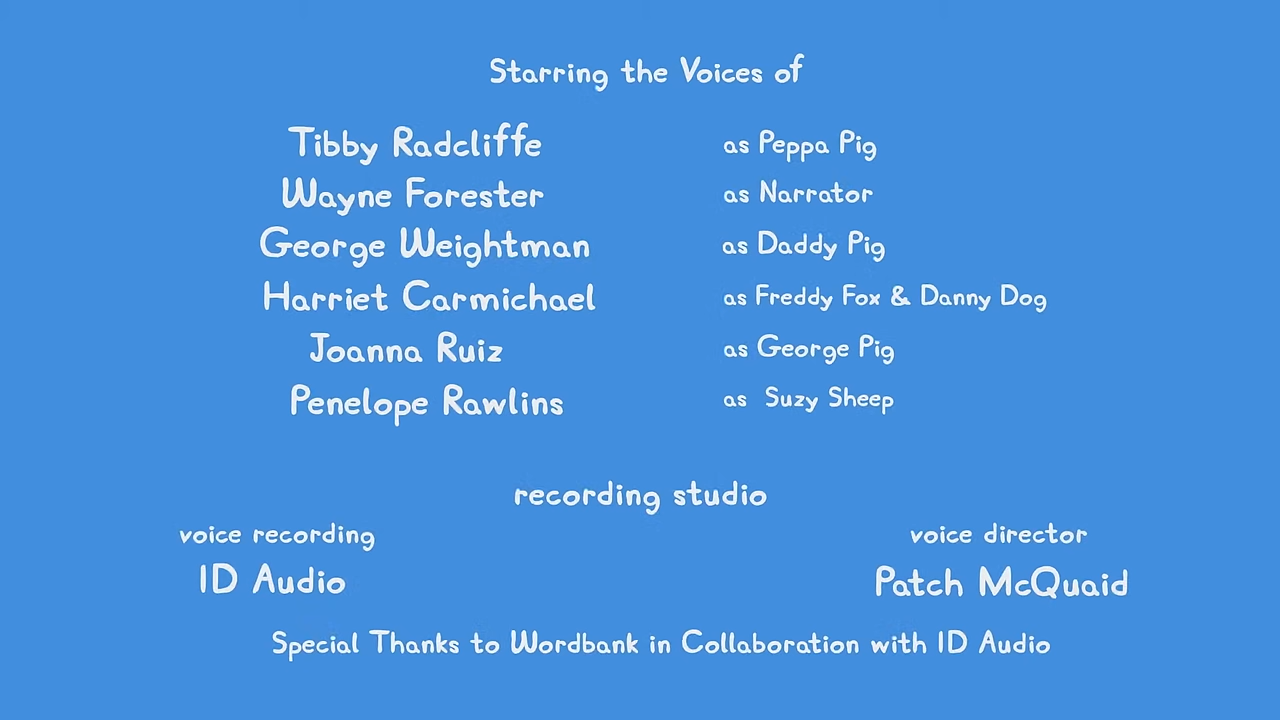 Starring the Voices of
Tibby Radcliffe as Peppa Pig
Wayne Forester as Narrator
George Weightman as Daddy Pig
Harriet Carmichael as Freddy Fox & Danny Dog
Joanna Ruiz as George Pig
Penelope Rawlins as Suzy Sheep
recording studio
voice recording voice director
ID Audio Patch McQuaid
Special Thanks to Wordbank in Collaboration with ID Audio